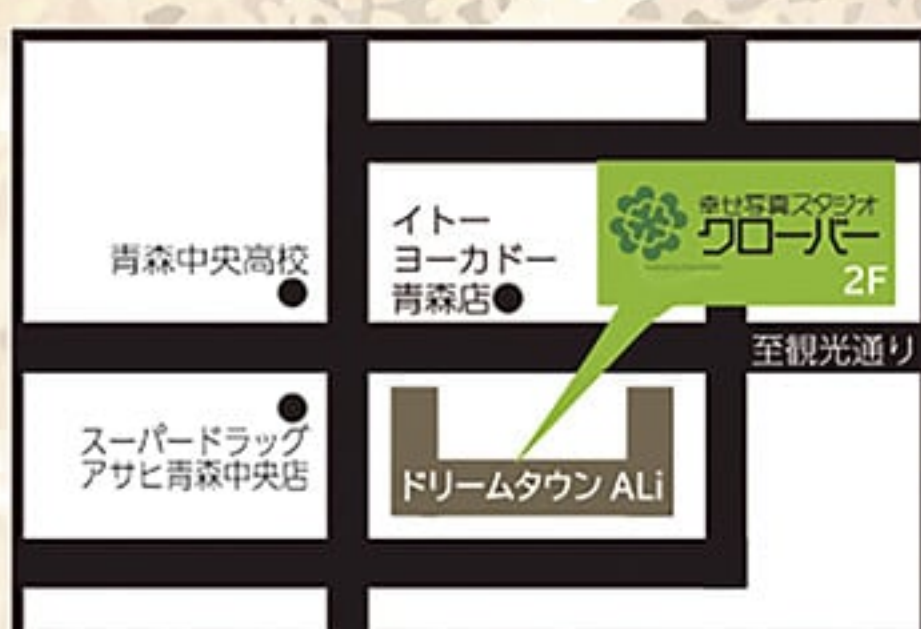 青森中央高校
イトー
ヨーカドー
青森店
幸せ写真スタジオ
クローバー
2F
至観光通り
スーパードラッグ
アサヒ青森中央店
ドリームタウン ALi